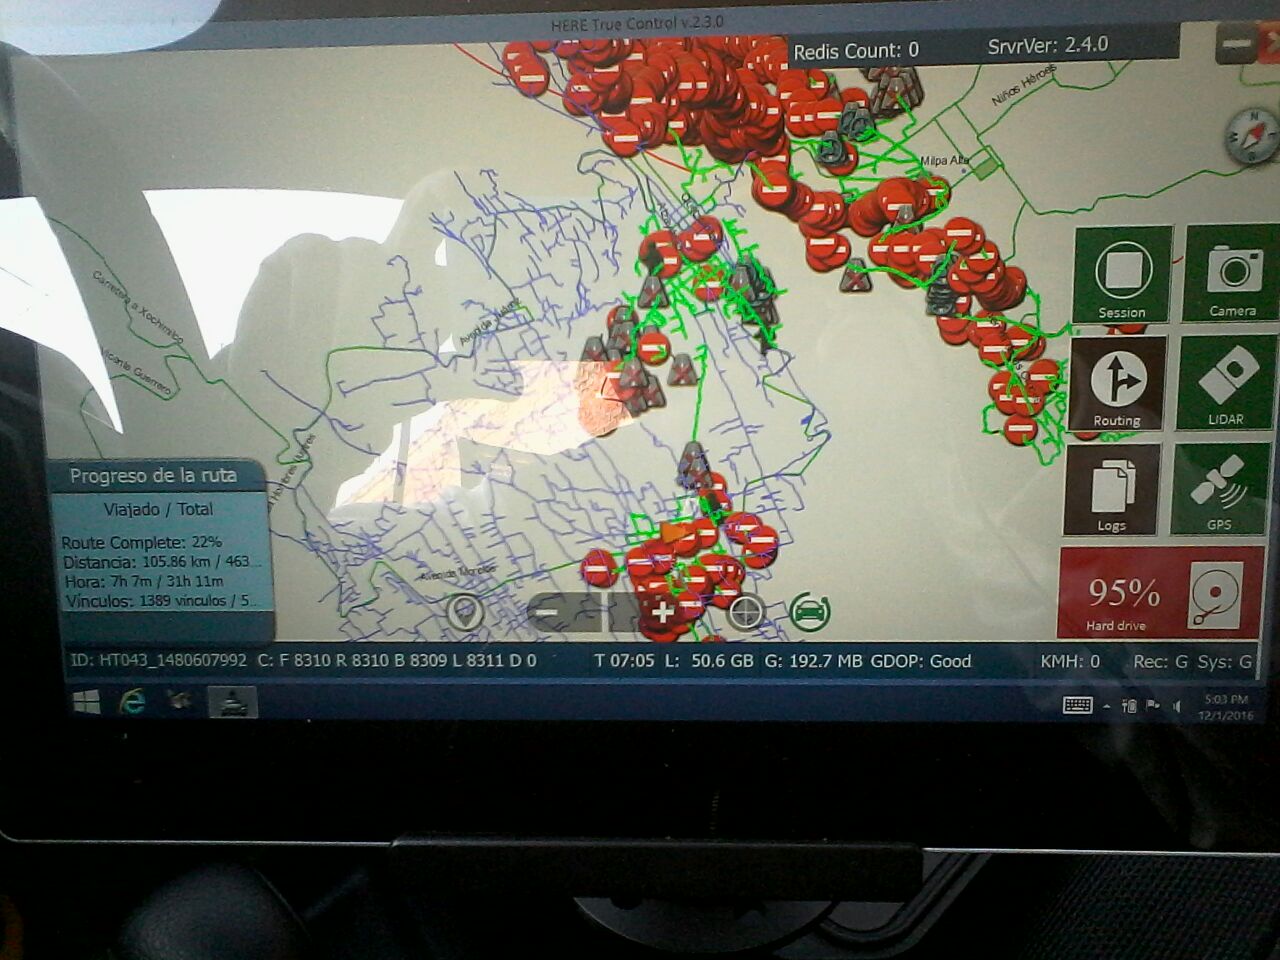 HERE True Control v.2.3.0
Redis Count: 0 SrvrVer: 2.4.0
Niños Héroes
Milpa Alta
Carretera a Xochimilco
Vicente Guerrero
Session
Camera
Routing
LIDAR
Logs
GPS
95%
Hard drive
Progreso de la ruta
Viajado / Total
Route Complete: 22%
Distancia: 105.86 km / 463...
Hora: 7h 7m / 31h 11m
Vínculos: 1389 vínculos / 5...
Avenida Morelos
ID: HT043_1480607992 C: F 8310 R 8310 B 8309 L 8311 D 0 T 07:05 L: 50.6 GB G: 192.7 MB GDOP: Good KMH: 0 Rec: G Sys: G
5:03 PM
12/1/2016